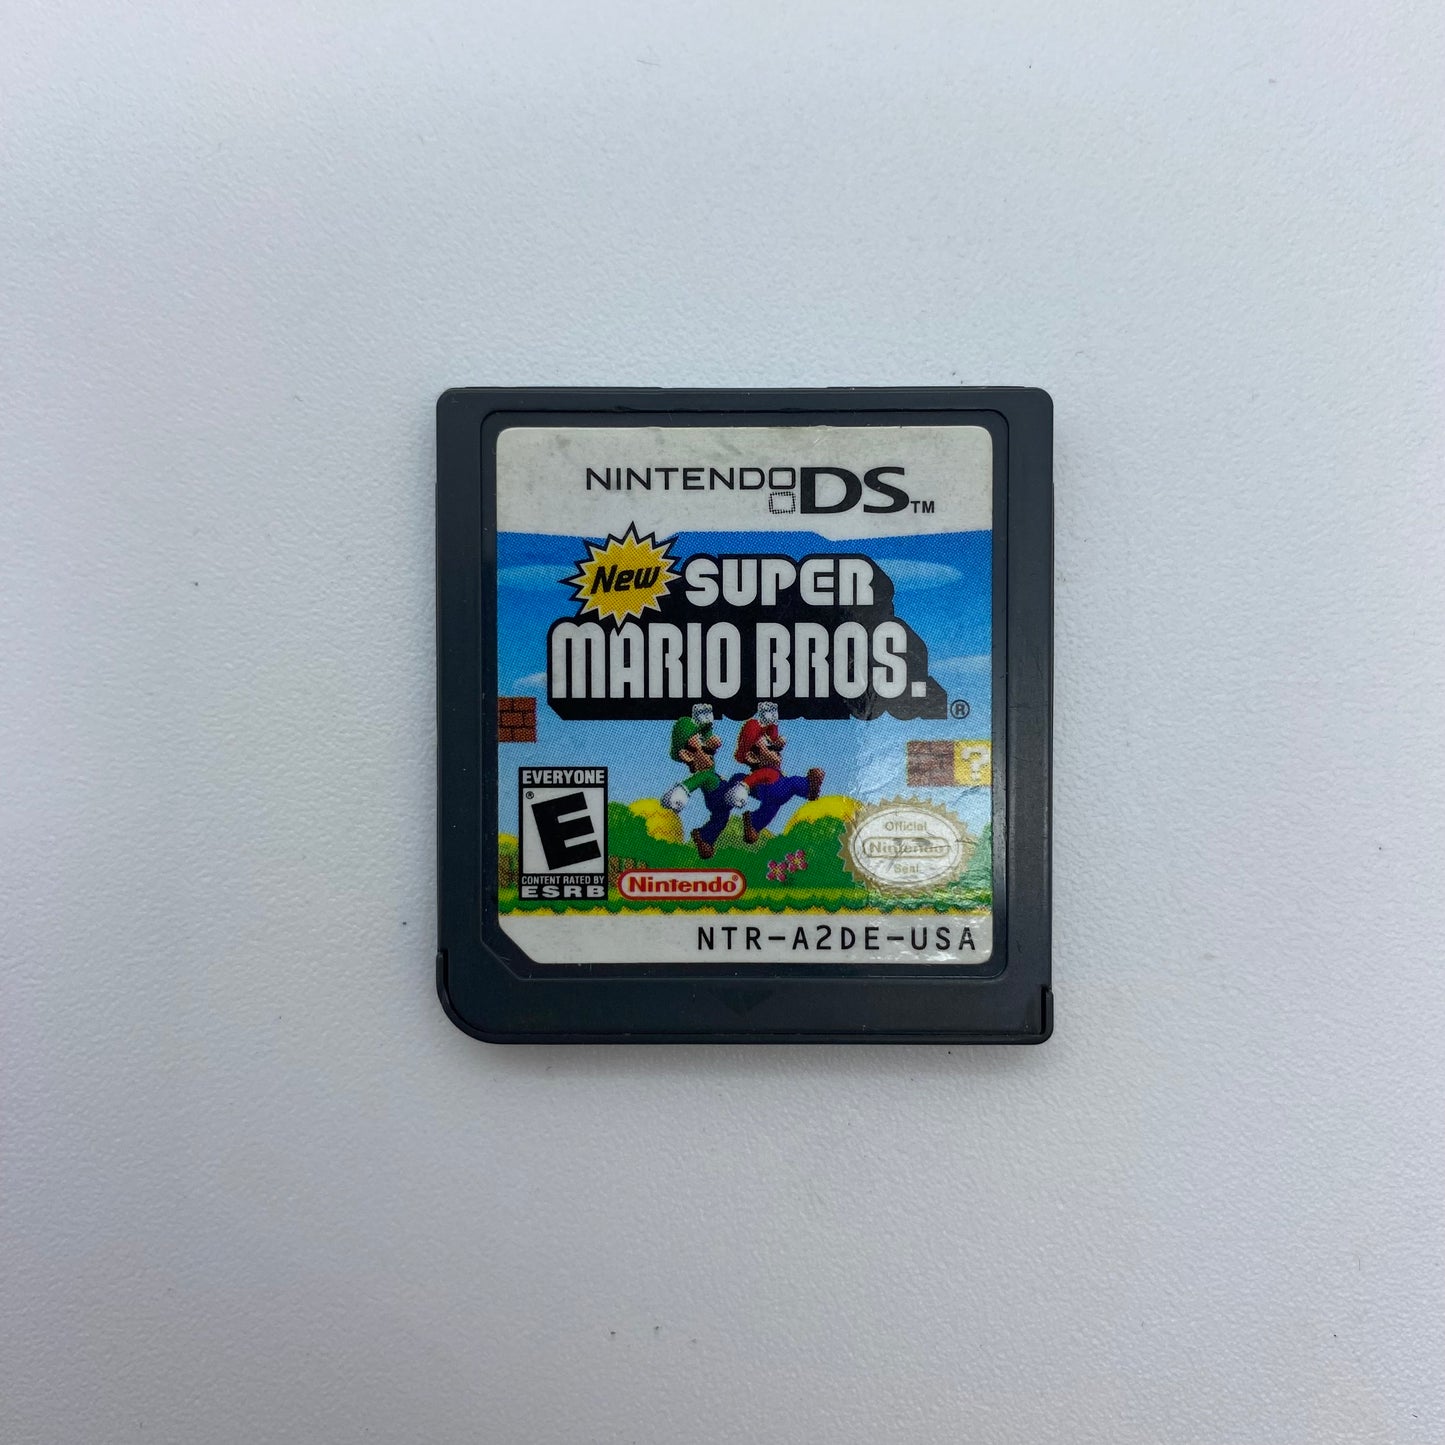 NINTENDO DS™
New SUPER
MARIO BROS.®
?
EVERYONE
E®
CONTENT RATED BY
ESRB
Nintendo®
Official
Nintendo
Seal
NTR-A2DE-USA